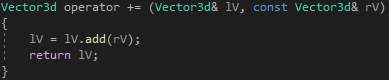 Vector3d operator += (Vector3d& lV, const Vector3d& rV)
{
lV = lV.add(rV);
return lV;
}